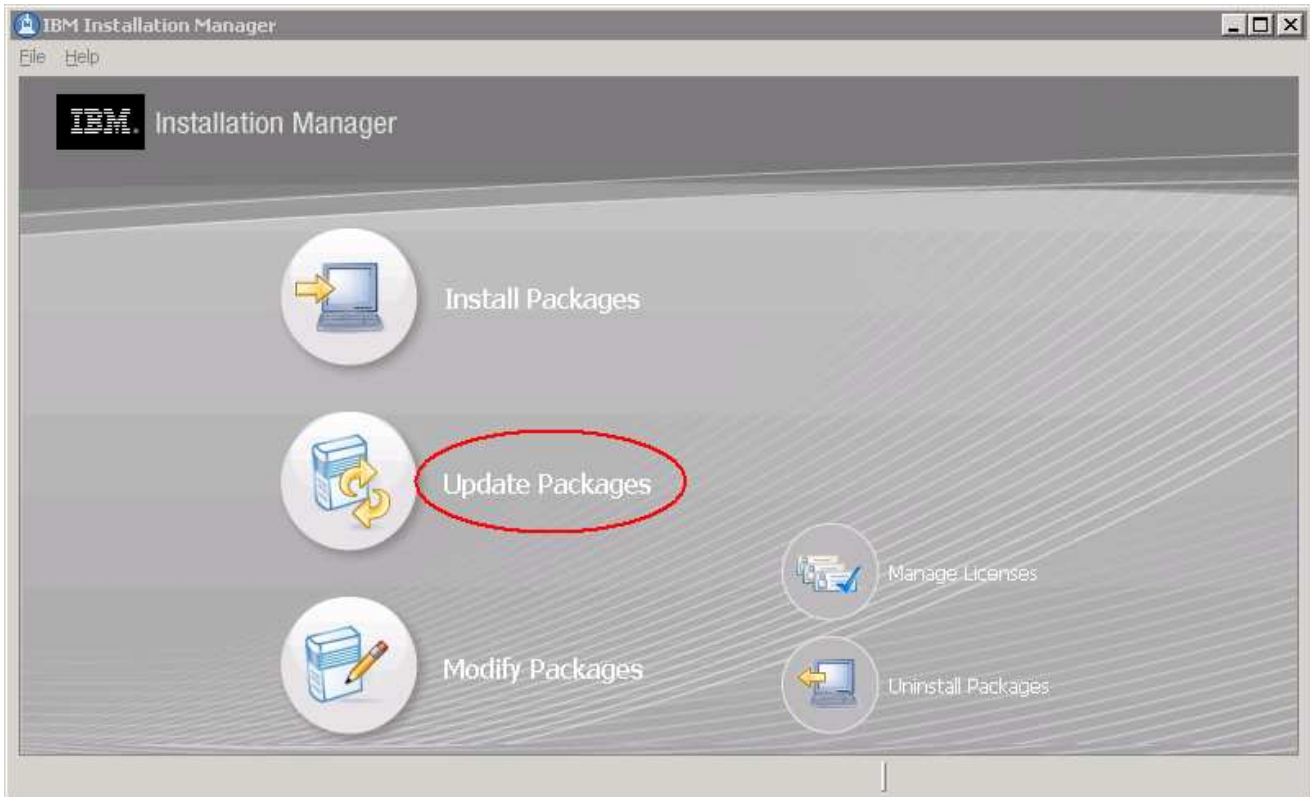 IBM Installation Manager
File Help
IBM. Installation Manager
Install Packages
Update Packages
Manage Licenses
Modify Packages
Uninstall Packages